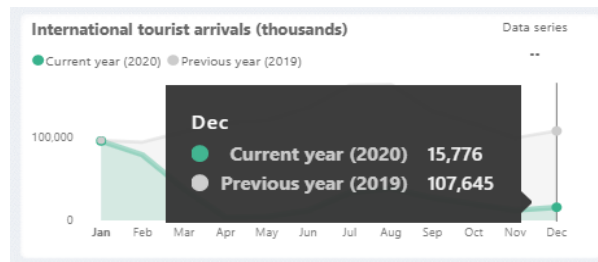 International tourist arrivals (thousands)
Data series
Current year (2020) Previous year (2019)
--
Dec
Current year (2020) 15,776
Previous year (2019) 107,645
100,000
0
Jan Feb Mar Apr May Jun Jul Aug Sep Oct Nov Dec